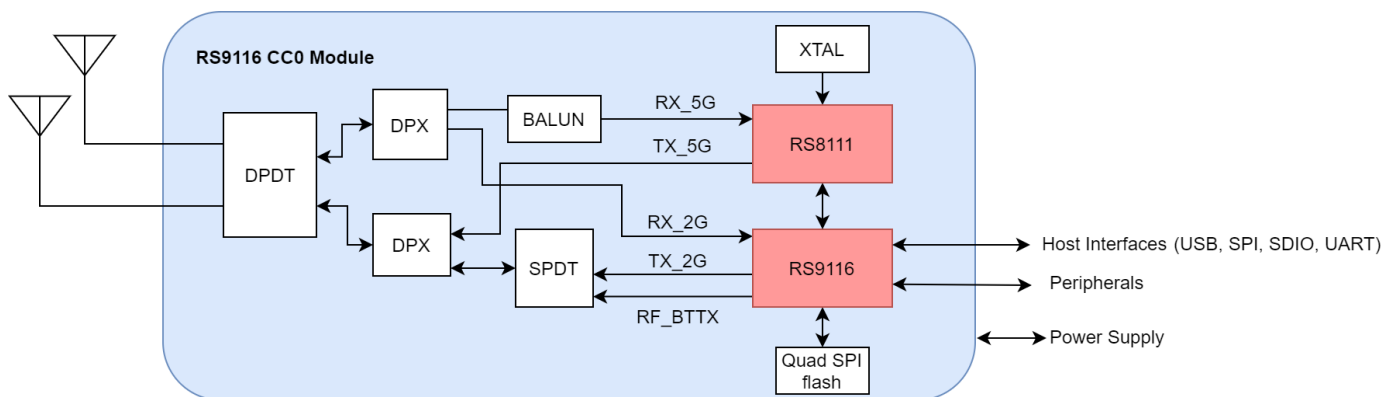 RS9116 CC0 Module
XTAL
DPX
BALUN
RX_5G
RS8111
TX_5G
DPDT
RX_2G
DPX
SPDT
TX_2G
RS9116
RF_BTTX
Host Interfaces (USB, SPI, SDIO, UART)
Peripherals
Power Supply
Quad SPI
flash